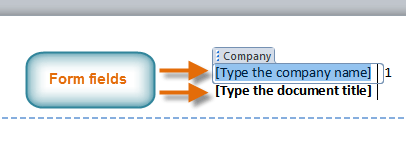 Company
Form fields
[Type the company name] 1
[Type the document title]